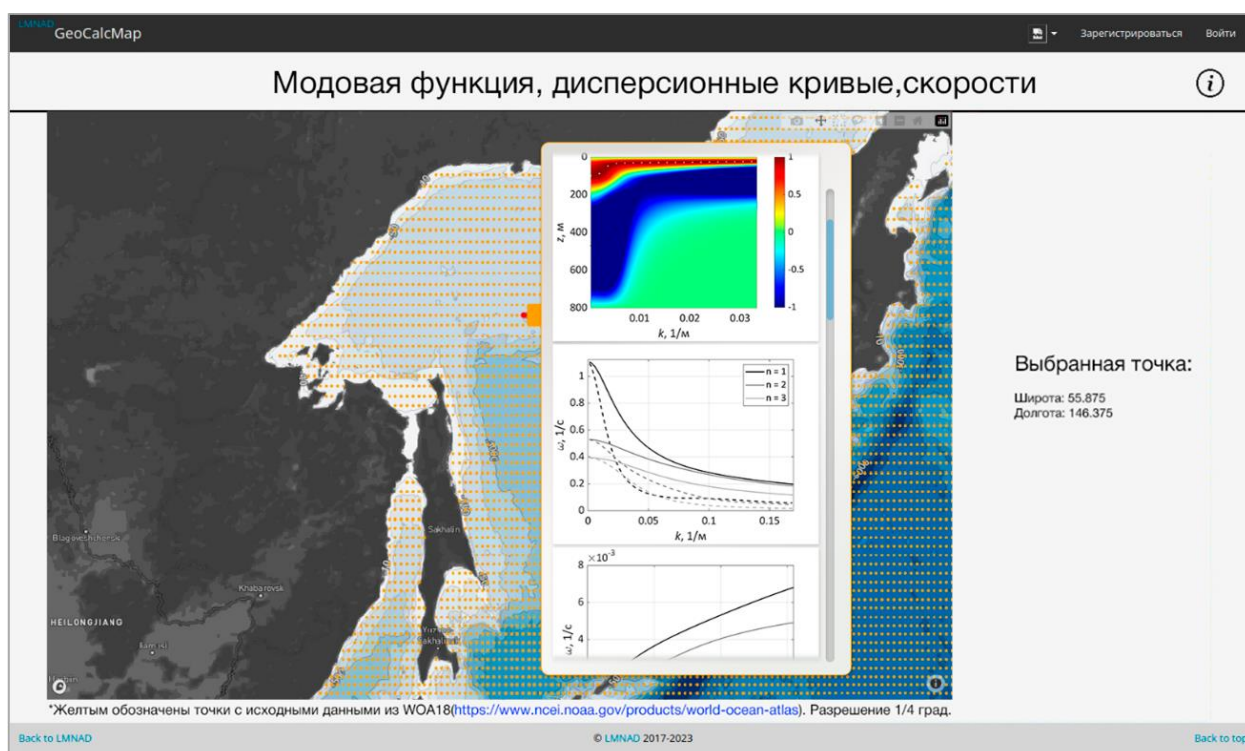 LMNAD
GeoCalcMap
Зарегистрироваться
Войти
Модовая функция, дисперсионные кривые,скорости
0
200
400
600
800
z, м
0.01
0.02
0.03
k, 1/м
1
0.5
0
-0.5
-1
1
0.8
0.6
0.4
0.2
0
ω, 1/с
n = 1
n = 2
n = 3
0
0.05
0.1
0.15
k, 1/м
×10⁻³
8
6
4
ω, 1/с
Выбранная точка:
Широта: 55.875
Долгота: 146.375
Sakhalin
Blagoveshchensk
Khabarovsk
HEILONGJIANG
*Желтым обозначены точки с исходными данными из WOA18(https://www.ncei.noaa.gov/products/world-ocean-atlas). Разрешение 1/4 град.
Back to LMNAD
© LMNAD 2017-2023
Back to top